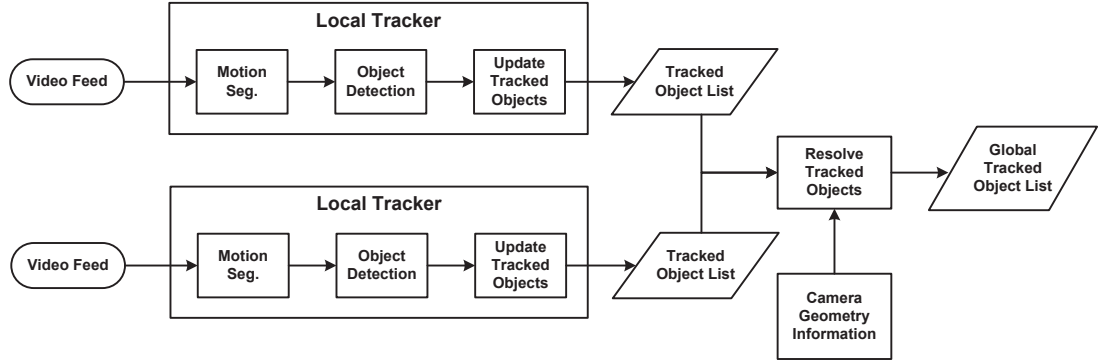 Local Tracker
Video Feed
Motion
Seg.
Object
Detection
Update
Tracked
Objects
Tracked
Object List
Resolve
Tracked
Objects
Global
Tracked
Object List
Local Tracker
Video Feed
Motion
Seg.
Object
Detection
Update
Tracked
Objects
Tracked
Object List
Camera
Geometry
Information